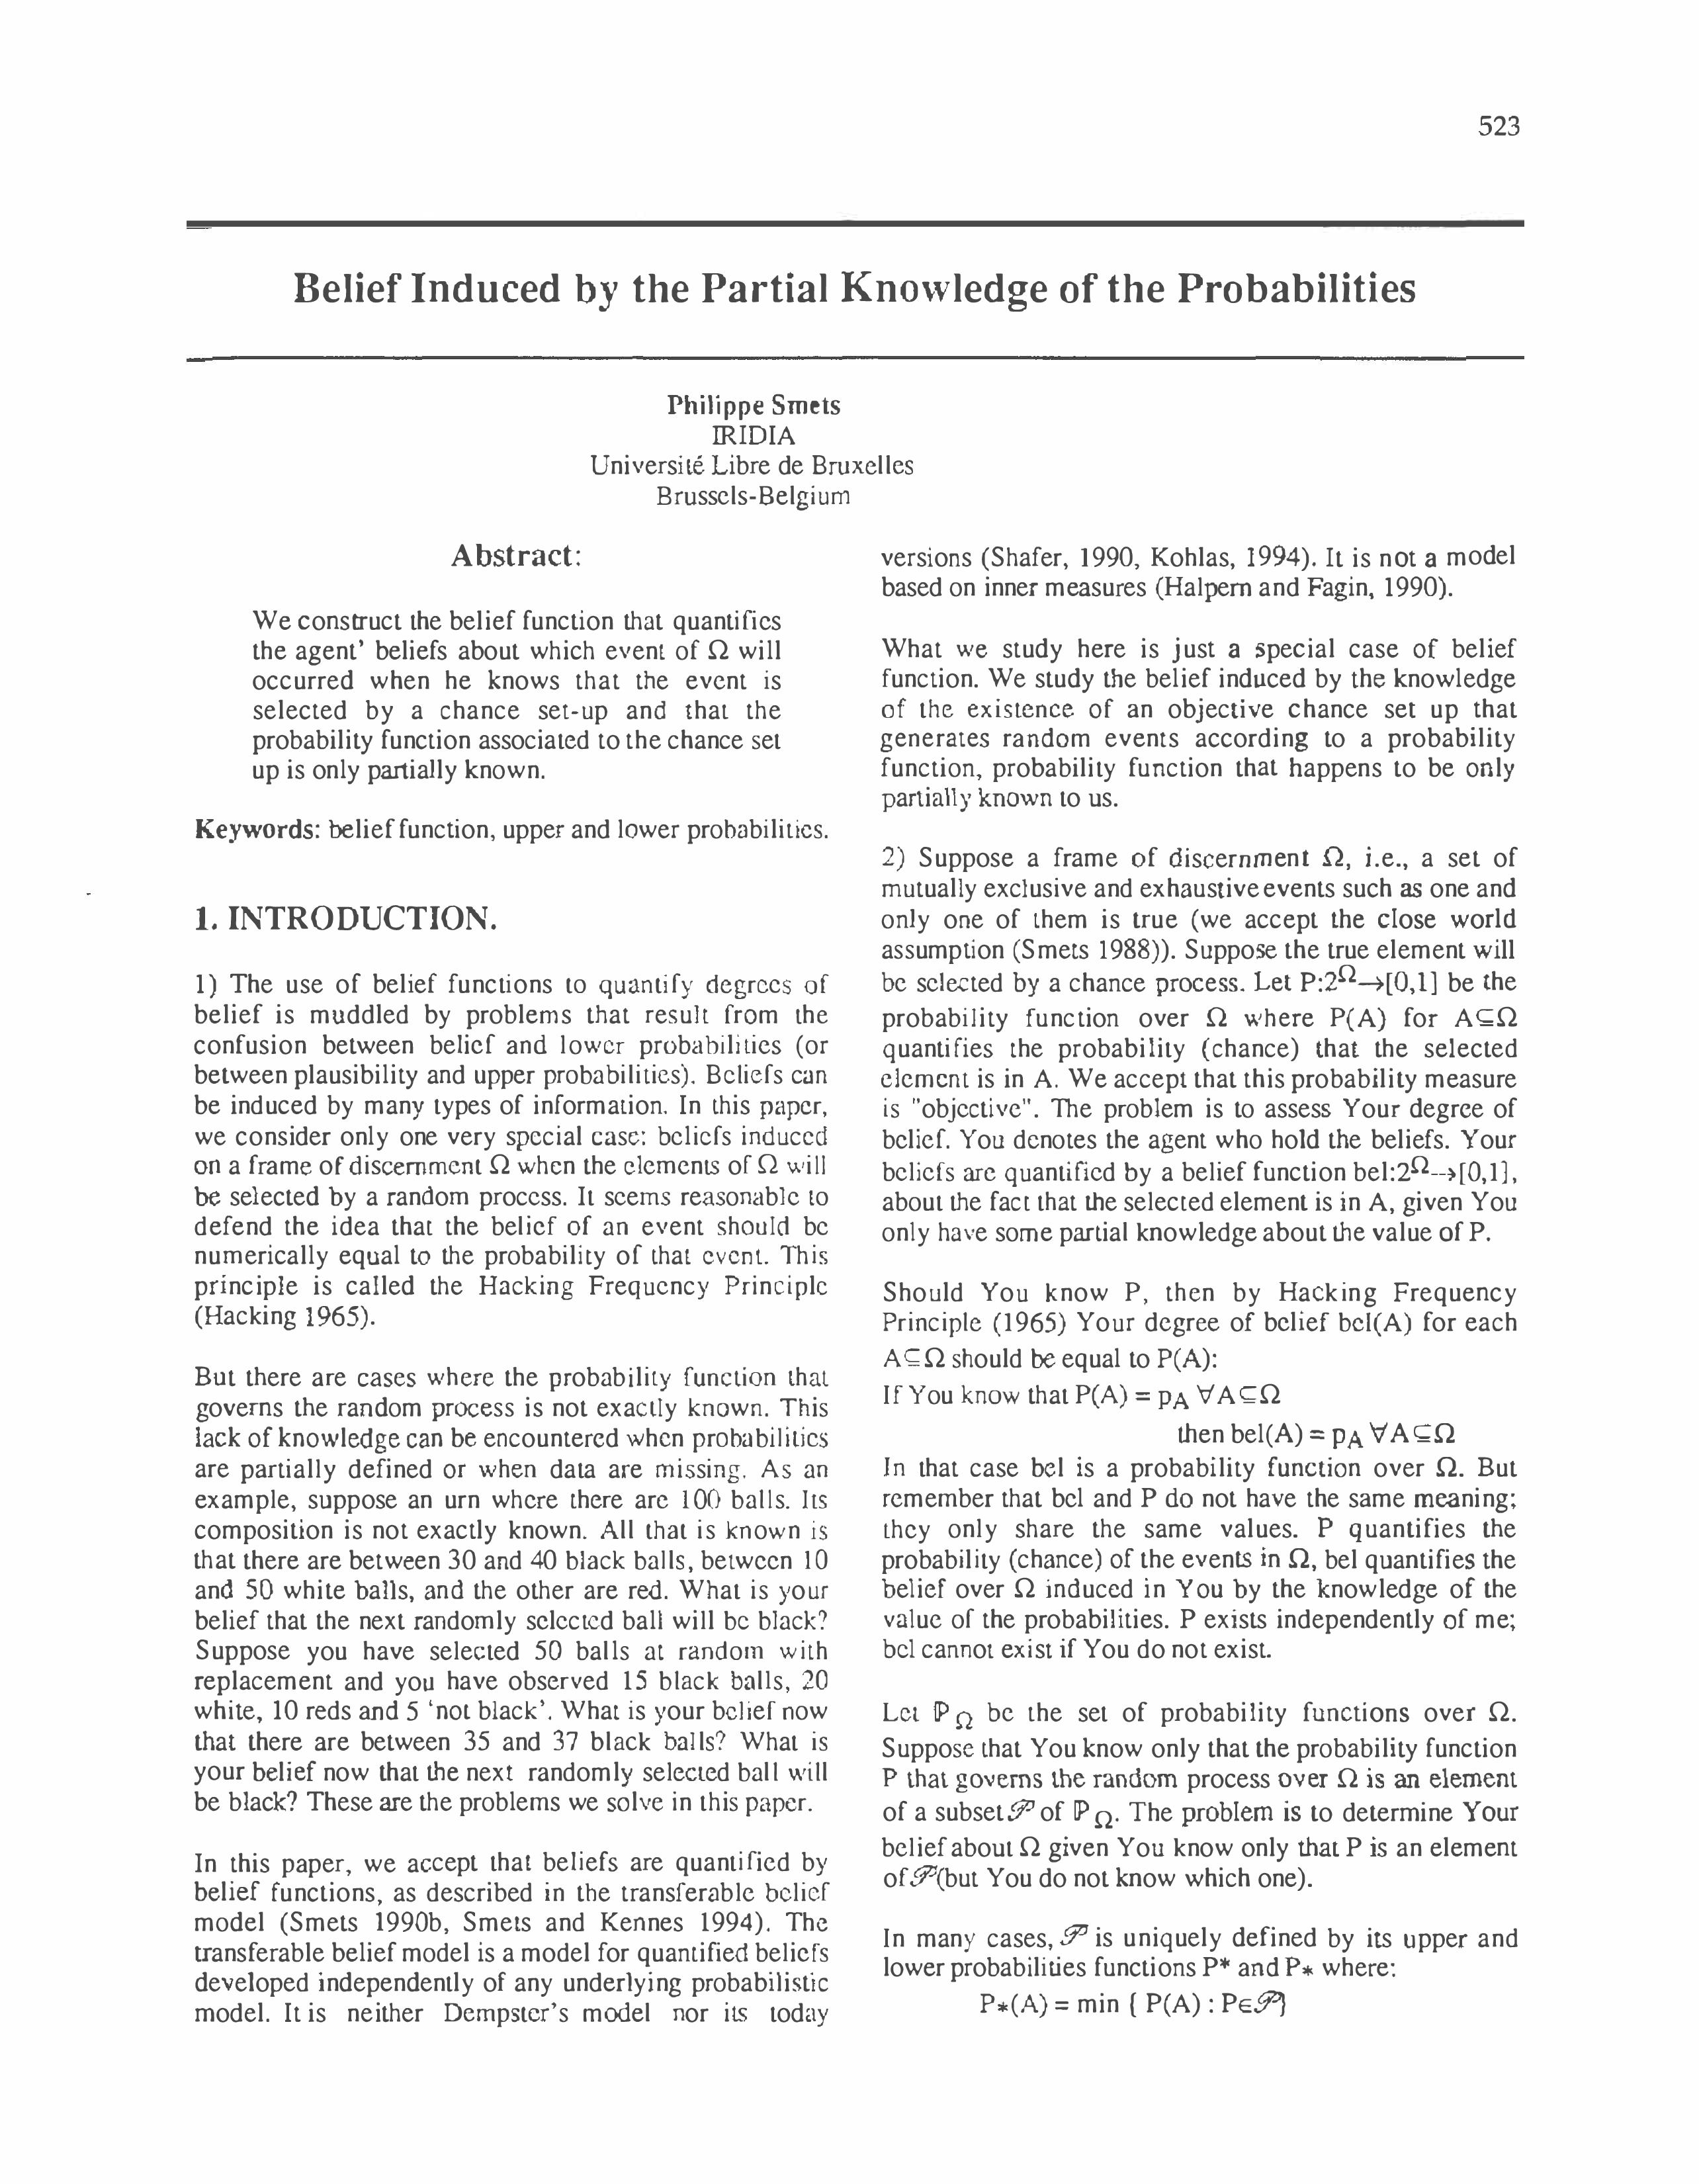 523
Belief Induced by the Partial Knowledge of the Probabilities
Philippe Smets
IRIDIA
Université Libre de Bruxelles
Brussels-Belgium
Abstract:
We construct the belief function that quantifies
the agent' beliefs about which event of Ω will
occurred when he knows that the event is
selected by a chance set-up and that the
probability function associated to the chance set
up is only partially known.
Keywords: belief function, upper and lower probabilities.
1. INTRODUCTION.
1) The use of belief functions to quantify degrees of
belief is muddled by problems that result from the
confusion between belief and lower probabilities (or
between plausibility and upper probabilities). Beliefs can
be induced by many types of information. In this paper,
we consider only one very special case: beliefs induced
on a frame of discernment Ω when the elements of Ω will
be selected by a random process. It seems reasonable to
defend the idea that the belief of an event should be
numerically equal to the probability of that event. This
principle is called the Hacking Frequency Principle
(Hacking 1965).
But there are cases where the probability function that
governs the random process is not exactly known. This
lack of knowledge can be encountered when probabilities
are partially defined or when data are missing. As an
example, suppose an urn where there are 100 balls. Its
composition is not exactly known. All that is known is
that there are between 30 and 40 black balls, between 10
and 50 white balls, and the other are red. What is your
belief that the next randomly selected ball will be black?
Suppose you have selected 50 balls at random with
replacement and you have observed 15 black balls, 20
white, 10 reds and 5 'not black'. What is your belief now
that there are between 35 and 37 black balls? What is
your belief now that the next randomly selected ball will
be black? These are the problems we solve in this paper.
In this paper, we accept that beliefs are quantified by
belief functions, as described in the transferable belief
model (Smets 1990b, Smets and Kennes 1994). The
transferable belief model is a model for quantified beliefs
developed independently of any underlying probabilistic
model. It is neither Dempster's model nor its today
versions (Shafer, 1990, Kohlas, 1994). It is not a model
based on inner measures (Halpern and Fagin, 1990).
What we study here is just a special case of belief
function. We study the belief induced by the knowledge
of the existence of an objective chance set up that
generates random events according to a probability
function, probability function that happens to be only
partially known to us.
2) Suppose a frame of discernment Ω, i.e., a set of
mutually exclusive and exhaustive events such as one and
only one of them is true (we accept the close world
assumption (Smets 1988)). Suppose the true element will
be selected by a chance process. Let P:2^Ω→[0,1] be the
probability function over Ω where P(A) for A⊆Ω
quantifies the probability (chance) that the selected
element is in A. We accept that this probability measure
is "objective". The problem is to assess Your degree of
belief. You denotes the agent who hold the beliefs. Your
beliefs are quantified by a belief function bel:2^Ω-->[0,1],
about the fact that the selected element is in A, given You
only have some partial knowledge about the value of P.
Should You know P, then by Hacking Frequency
Principle (1965) Your degree of belief bel(A) for each
A⊆Ω should be equal to P(A):
If You know that P(A) = p_A ∀A⊆Ω
then bel(A) = p_A ∀A⊆Ω
In that case bel is a probability function over Ω. But
remember that bel and P do not have the same meaning;
they only share the same values. P quantifies the
probability (chance) of the events in Ω, bel quantifies the
belief over Ω induced in You by the knowledge of the
value of the probabilities. P exists independently of me;
bel cannot exist if You do not exist.
Let ℙ_Ω be the set of probability functions over Ω.
Suppose that You know only that the probability function
P that governs the random process over Ω is an element
of a subset 𝒫 of ℙ_Ω. The problem is to determine Your
belief about Ω given You know only that P is an element
of 𝒫 (but You do not know which one).
In many cases, 𝒫 is uniquely defined by its upper and
lower probabilities functions P* and P⁎ where:
P⁎(A) = min { P(A) : P∈𝒫}